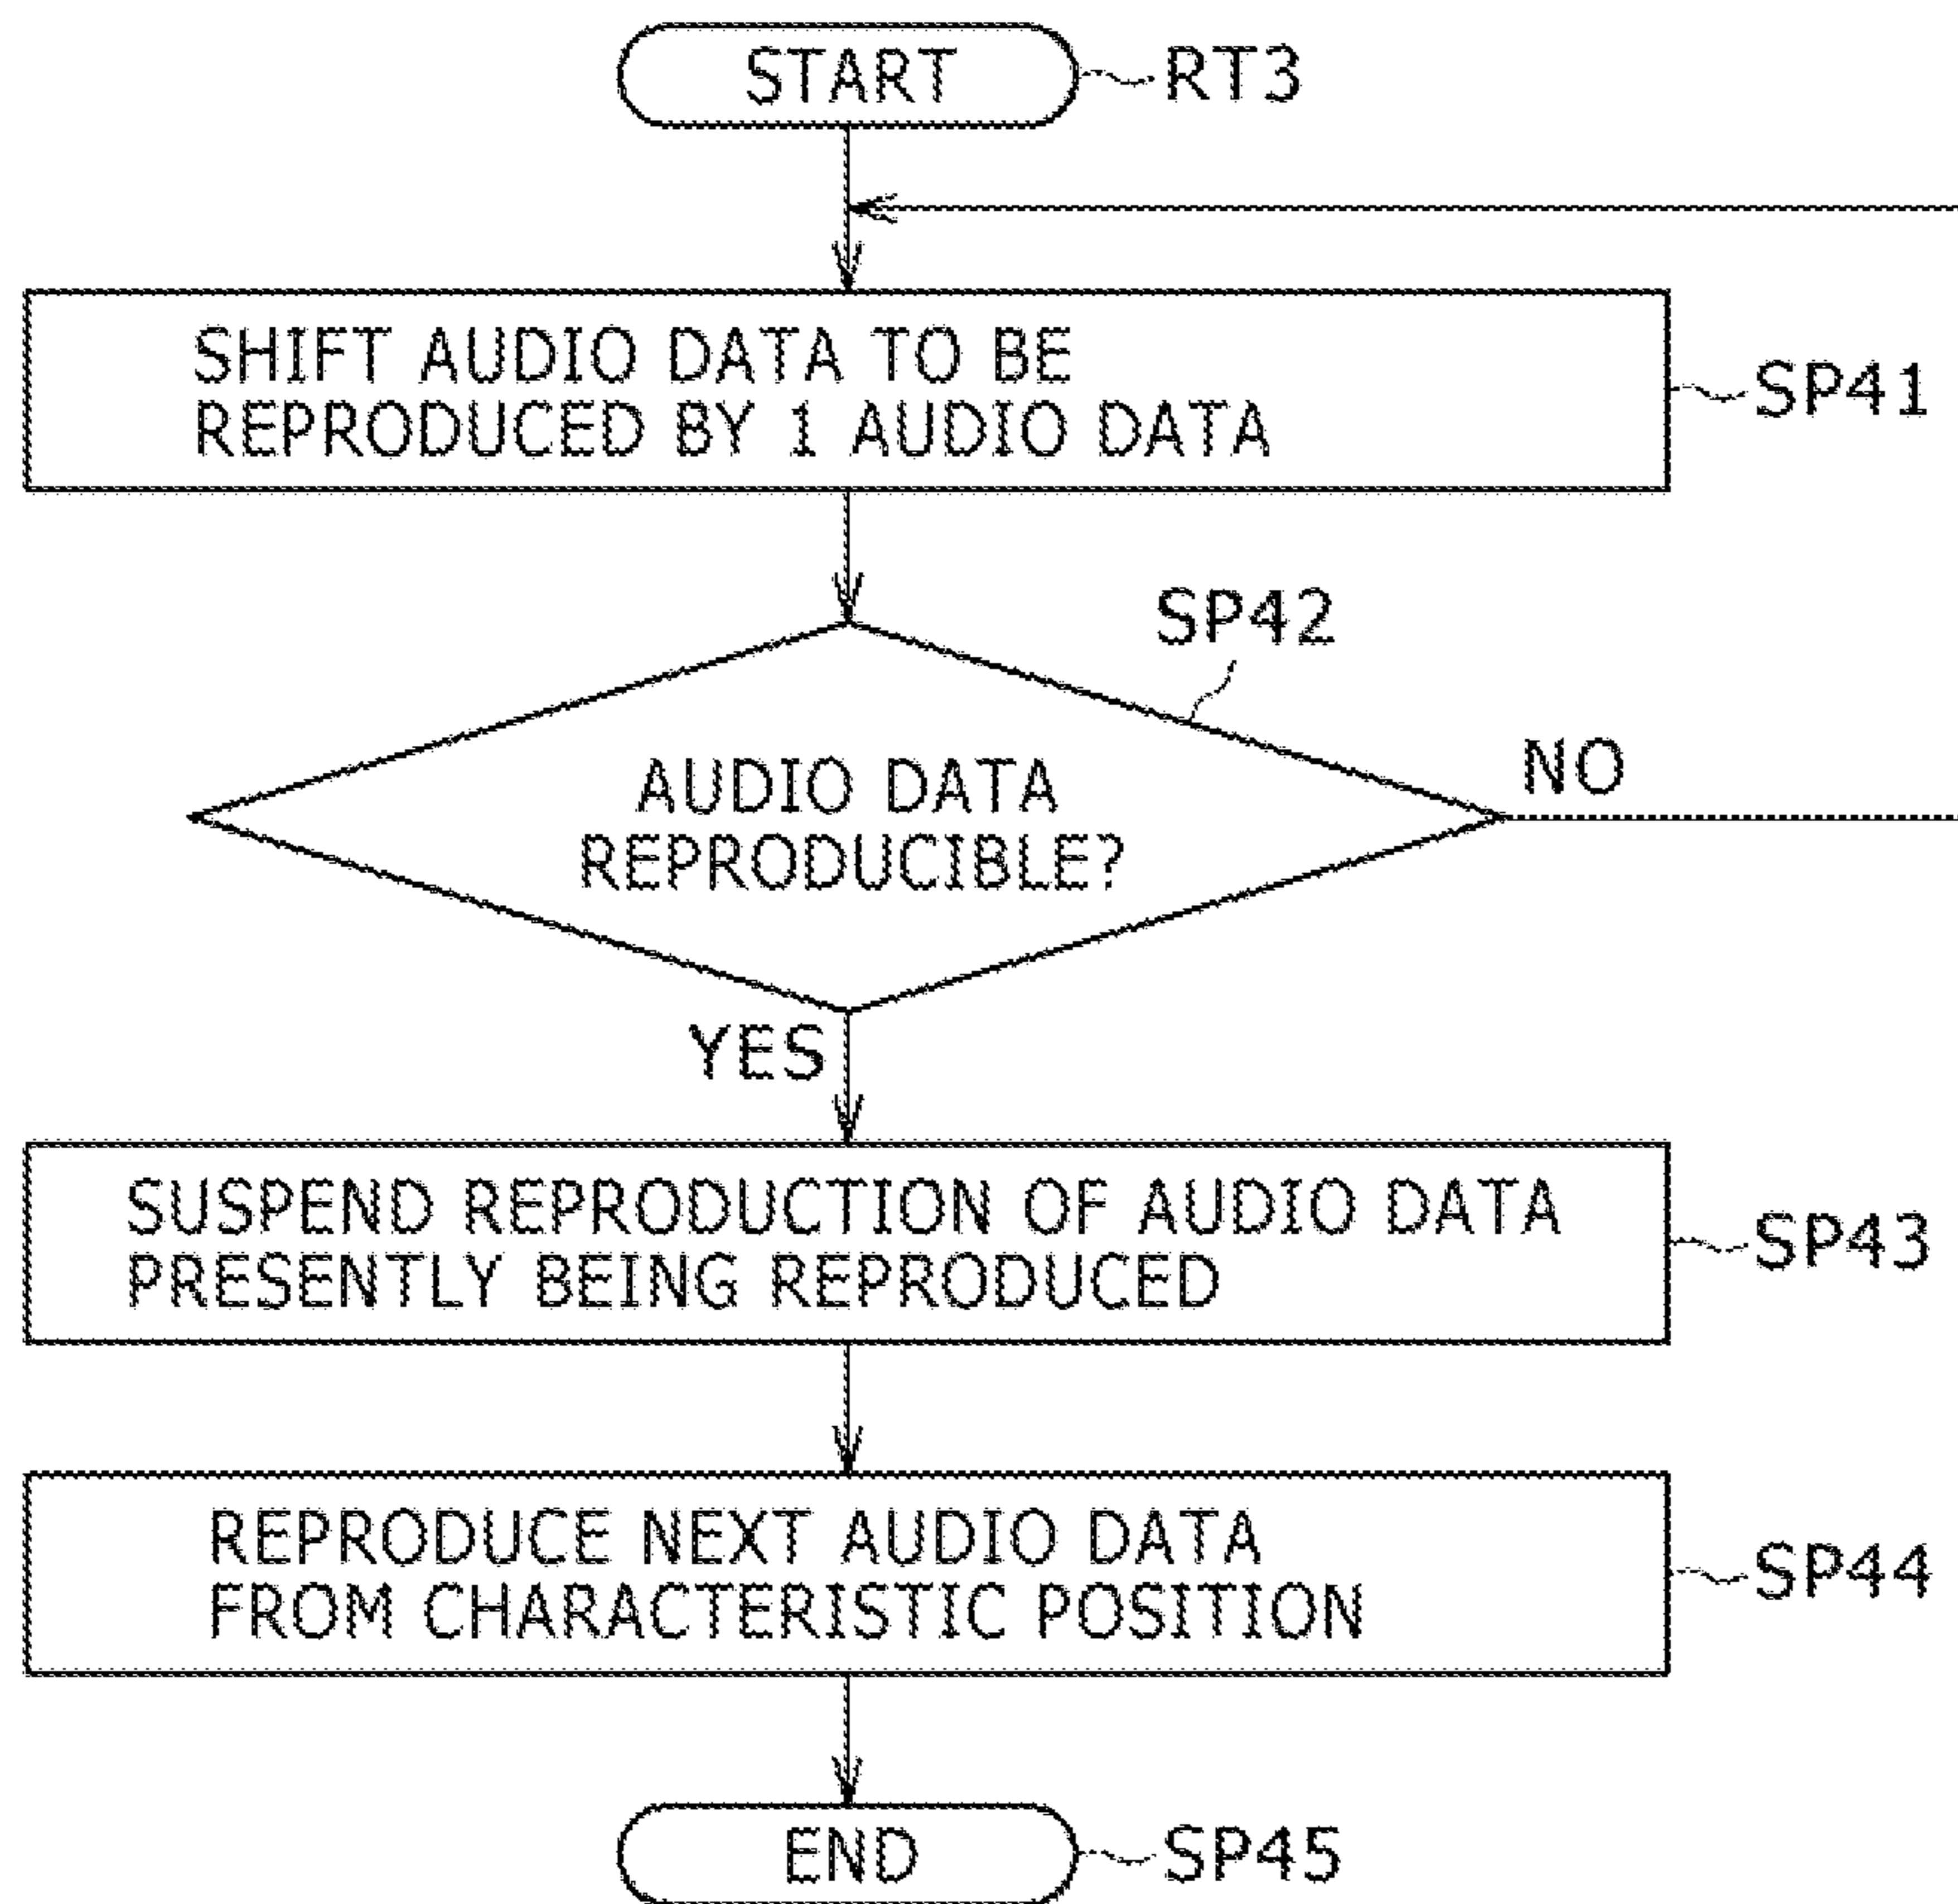 START
RT3
SHIFT AUDIO DATA TO BE
REPRODUCED BY 1 AUDIO DATA
SP41
SP42
AUDIO DATA
REPRODUCIBLE?
NO
YES
SUSPEND REPRODUCTION OF AUDIO DATA
PRESENTLY BEING REPRODUCED
SP43
REPRODUCE NEXT AUDIO DATA
FROM CHARACTERISTIC POSITION
SP44
END
SP45